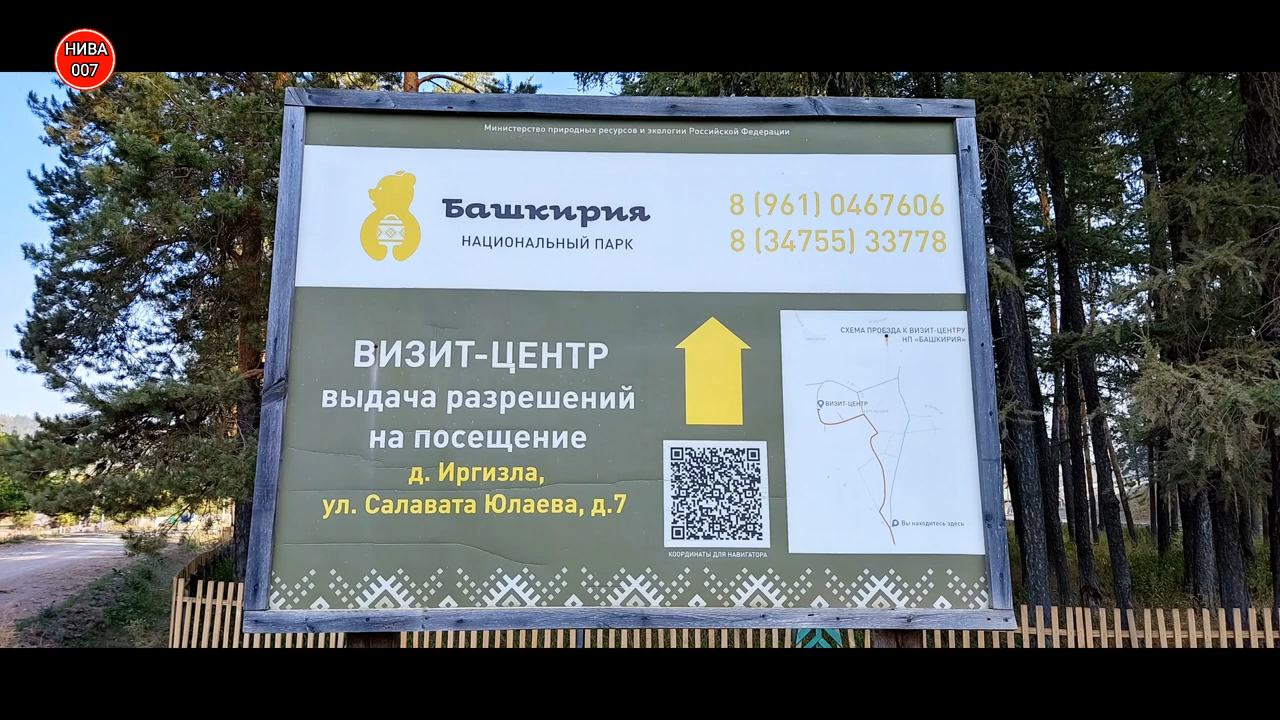 НИВА
007
Министерство природных ресурсов и экологии Российской Федерации
Башкирия
НАЦИОНАЛЬНЫЙ ПАРК
8 (961) 0467606
8 (34755) 33778
ВИЗИТ-ЦЕНТР
выдача разрешений
на посещение
д. Иргизла,
ул. Салавата Юлаева, д.7
КООРДИНАТЫ ДЛЯ НАВИГАТОРА
СХЕМА ПРОЕЗДА К ВИЗИТ-ЦЕНТРУ
НП «БАШКИРИЯ»
ВИЗИТ-ЦЕНТР
Вы находитесь здесь